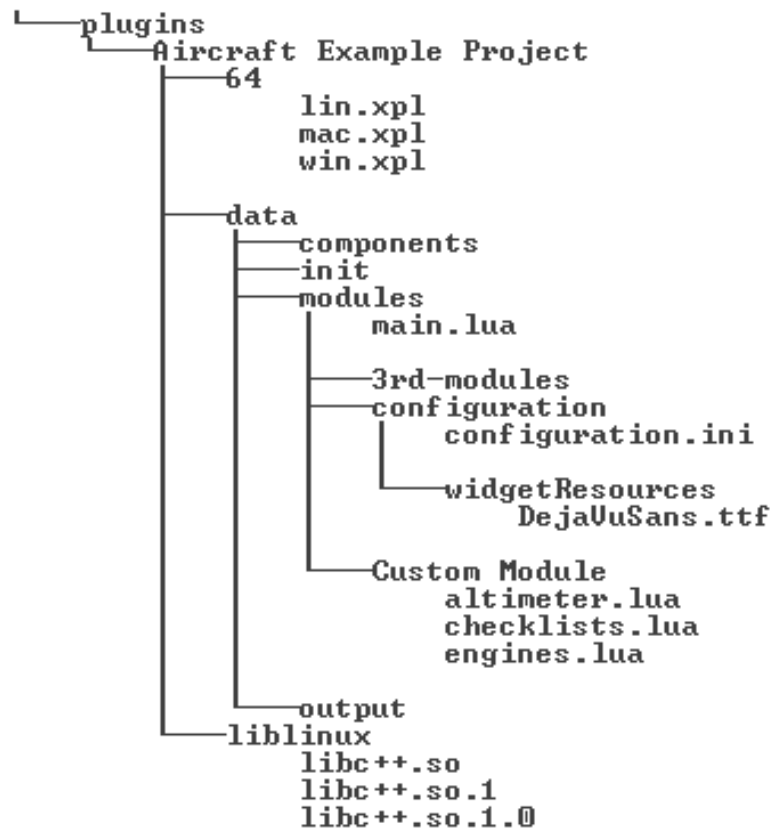 plugins
Aircraft Example Project
64
lin.xpl
mac.xpl
win.xpl
data
components
init
modules
main.lua
3rd-modules
configuration
configuration.ini
widgetResources
DejaVuSans.ttf
Custom Module
altimeter.lua
checklists.lua
engines.lua
output
liblinux
libc++.so
libc++.so.1
libc++.so.1.0